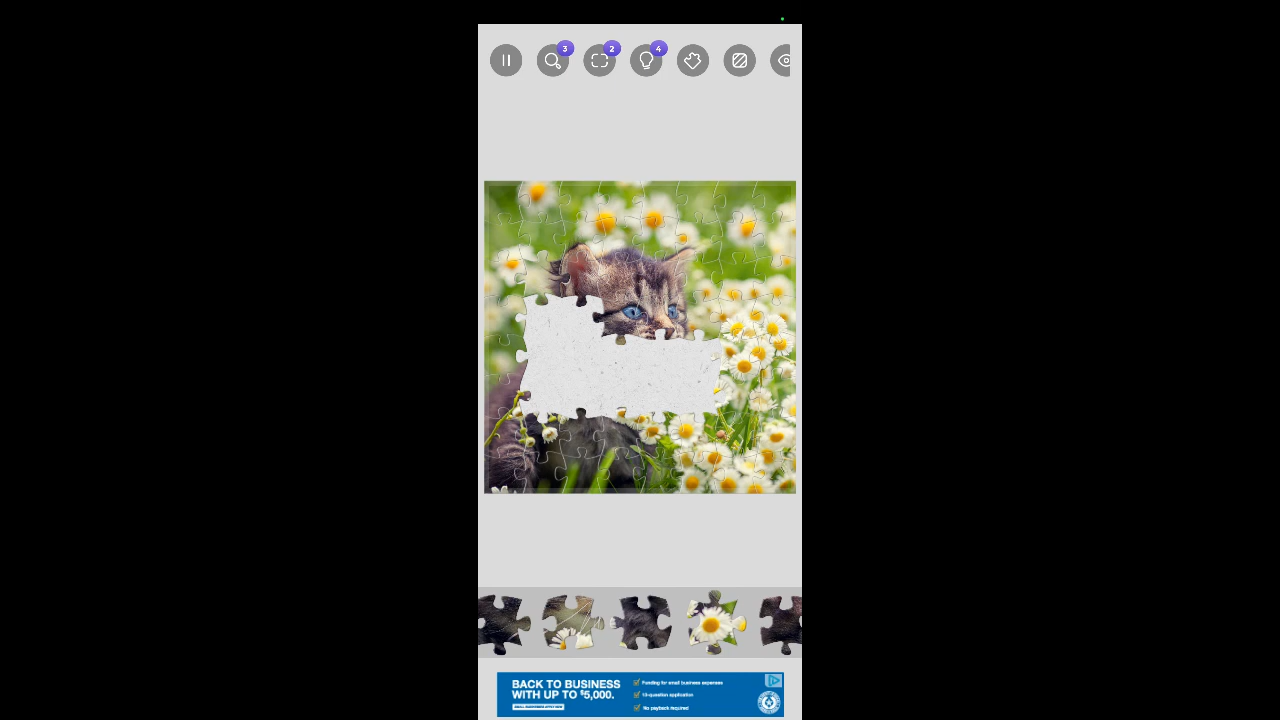 3
2
4
BACK TO BUSINESS
WITH UP TO $5,000.
Funding for small business expenses
13-question application
No payback required